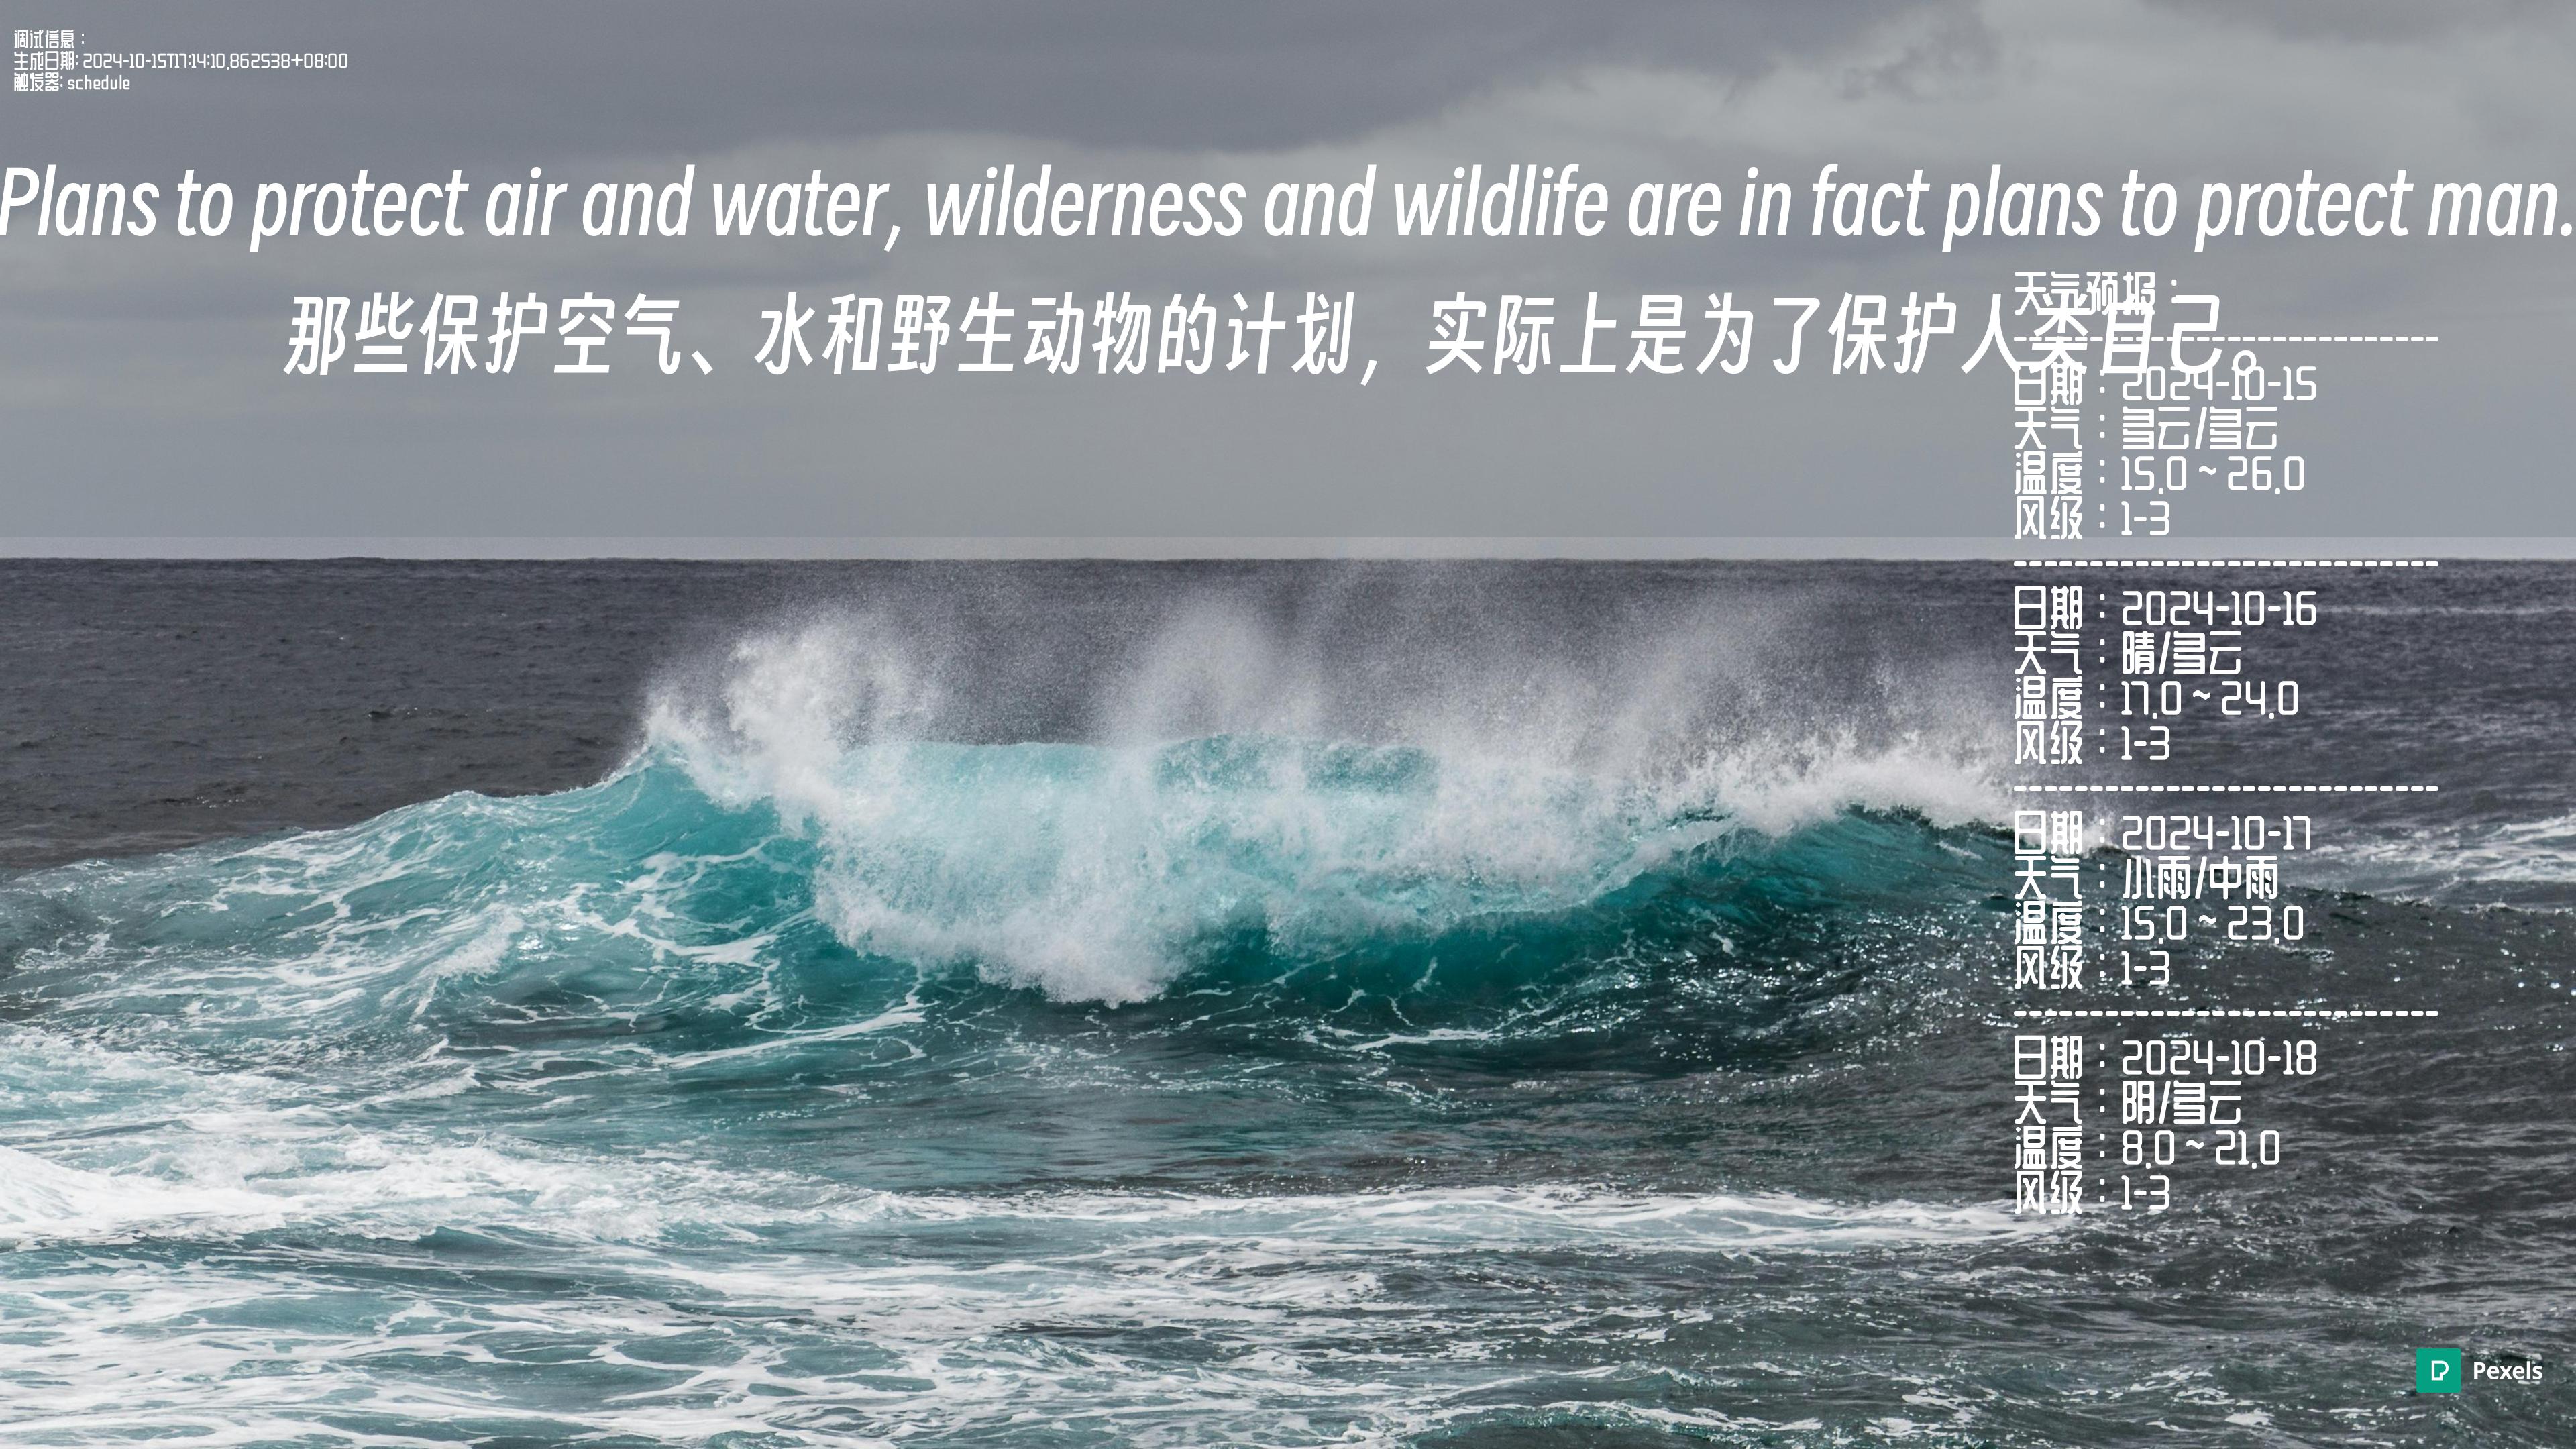 调试信息：
生成日期: 2024-10-15T17:14:10.862538+08:00
触发器: schedule
Plans to protect air and water, wilderness and wildlife are in fact plans to protect man.
那些保护空气、水和野生动物的计划，实际上是为了保护人类自己。
天气预报：
----------------------------
日期：2024-10-15
天气：多云/多云
温度：15.0 ~ 26.0
风级：1-3
----------------------------
日期：2024-10-16
天气：晴/多云
温度：17.0 ~ 24.0
风级：1-3
----------------------------
日期：2024-10-17
天气：小雨/中雨
温度：15.0 ~ 23.0
风级：1-3
----------------------------
日期：2024-10-18
天气：阴/多云
温度：8.0 ~ 21.0
风级：1-3
Pexels